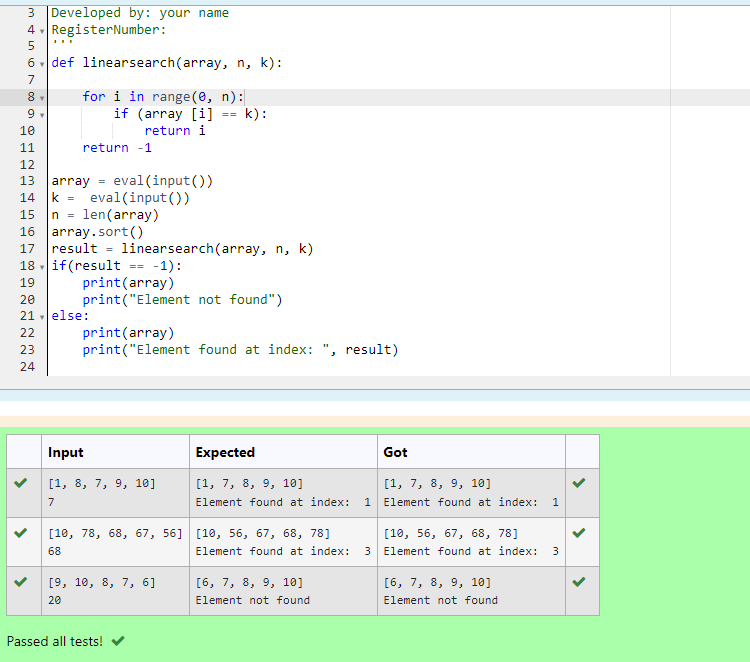 3 Developed by: your name
4 RegisterNumber:
5 '''
6 def linearsearch(array, n, k):
7
8 for i in range(0, n):
9 if (array [i] == k):
10 return i
11 return -1
12
13 array = eval(input())
14 k =  eval(input())
15 n = len(array)
16 array.sort()
17 result = linearsearch(array, n, k)
18 if(result == -1):
19 print(array)
20 print("Element not found")
21 else:
22 print(array)
23 print("Element found at index: ", result)
24
Input Expected Got
[1, 8, 7, 9, 10] [1, 7, 8, 9, 10] [1, 7, 8, 9, 10]
7 Element found at index:  1 Element found at index:  1
[10, 78, 68, 67, 56] [10, 56, 67, 68, 78] [10, 56, 67, 68, 78]
68 Element found at index:  3 Element found at index:  3
[9, 10, 8, 7, 6] [6, 7, 8, 9, 10] [6, 7, 8, 9, 10]
20 Element not found Element not found
Passed all tests!